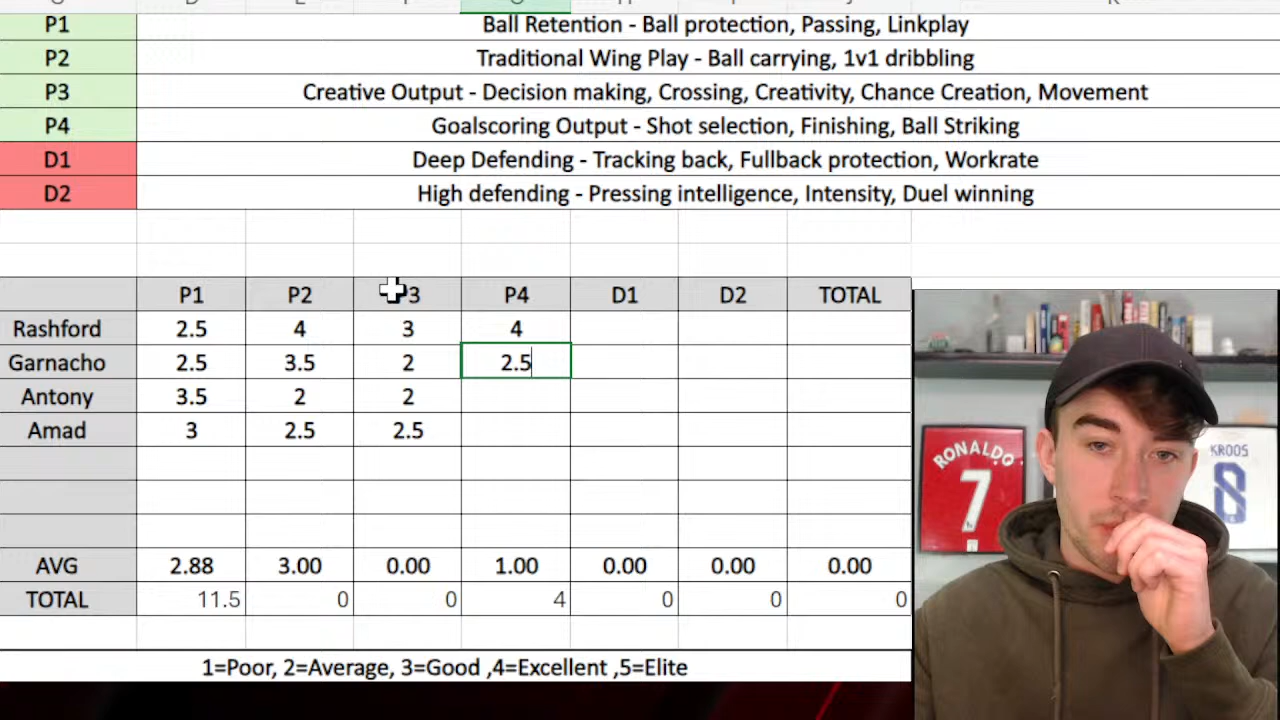 P1 Ball Retention - Ball protection, Passing, Linkplay
P2 Traditional Wing Play - Ball carrying, 1v1 dribbling
P3 Creative Output - Decision making, Crossing, Creativity, Chance Creation, Movement
P4 Goalscoring Output - Shot selection, Finishing, Ball Striking
D1 Deep Defending - Tracking back, Fullback protection, Workrate
D2 High defending - Pressing intelligence, Intensity, Duel winning
P1 P2 P3 P4 D1 D2 TOTAL
Rashford 2.5 4 3 4
Garnacho 2.5 3.5 2 2.5
Antony 3.5 2 2
Amad 3 2.5 2.5
AVG 2.88 3.00 0.00 1.00 0.00 0.00 0.00
TOTAL 11.5 0 0 4 0 0 0
1=Poor, 2=Average, 3=Good ,4=Excellent ,5=Elite
RONALDO
7
KROOS
8